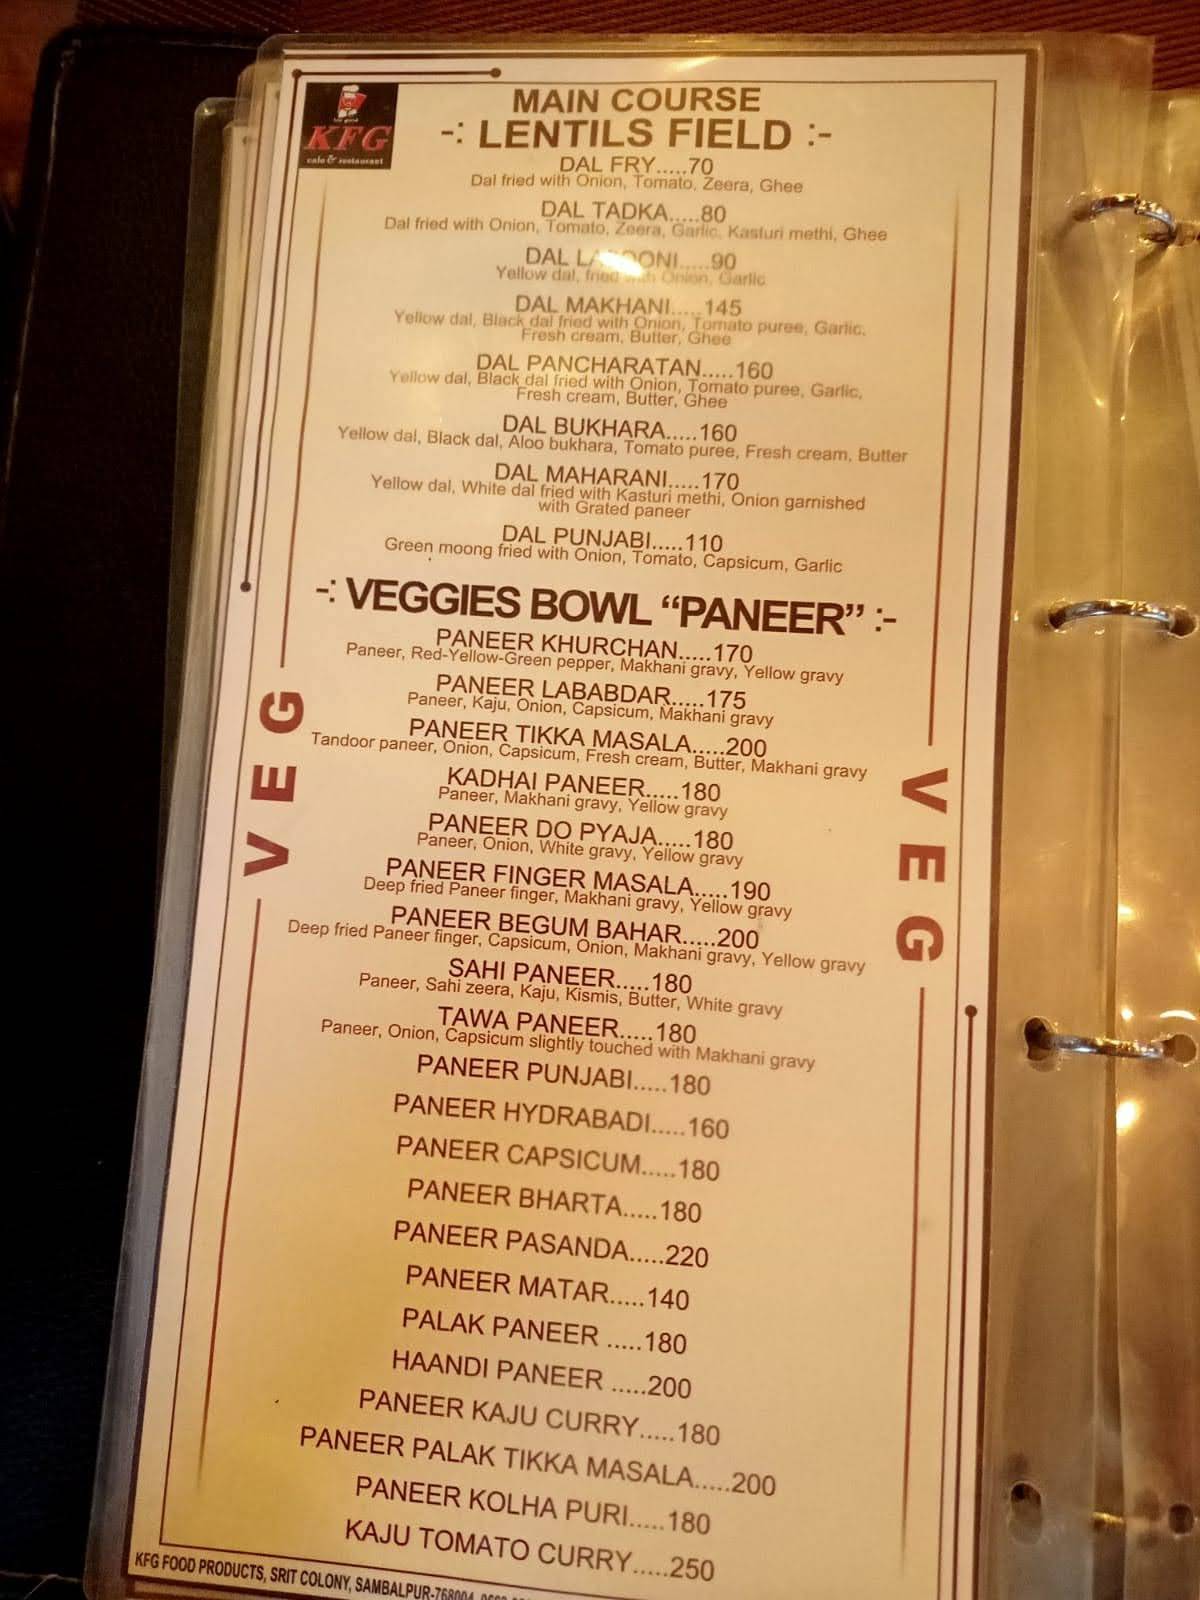 KFG
cafe & restaurant
MAIN COURSE
-: LENTILS FIELD :-
DAL FRY.....70
Dal fried with Onion, Tomato, Zeera, Ghee
DAL TADKA.....80
Dal fried with Onion, Tomato, Zeera, Garlic, Kasturi methi, Ghee
DAL .....90
Yellow dal, fried with Onion, Garlic
DAL MAKHANI.....145
Yellow dal, Black dal fried with Onion, Tomato puree, Garlic,
Fresh cream, Butter, Ghee
DAL PANCHARATAN.....160
Yellow dal, Black dal fried with Onion, Tomato puree, Garlic,
Fresh cream, Butter, Ghee
DAL BUKHARA.....160
Yellow dal, Black dal, Aloo bukhara, Tomato puree, Fresh cream, Butter
DAL MAHARANI.....170
Yellow dal, White dal fried with Kasturi methi, Onion garnished
with Grated paneer
DAL PUNJABI.....110
Green moong fried with Onion, Tomato, Capsicum, Garlic
-: VEGGIES BOWL “PANEER” :-
PANEER KHURCHAN.....170
Paneer, Red-Yellow-Green pepper, Makhani gravy, Yellow gravy
PANEER LABABDAR.....175
Paneer, Kaju, Onion, Capsicum, Makhani gravy
PANEER TIKKA MASALA.....200
Tandoor paneer, Onion, Capsicum, Fresh cream, Butter, Makhani gravy
KADHAI PANEER.....180
Paneer, Makhani gravy, Yellow gravy
PANEER DO PYAJA.....180
Paneer, Onion, White gravy, Yellow gravy
PANEER FINGER MASALA.....190
Deep fried Paneer finger, Makhani gravy, Yellow gravy
PANEER BEGUM BAHAR.....200
Deep fried Paneer finger, Capsicum, Onion, Makhani gravy, Yellow gravy
SAHI PANEER.....180
Paneer, Sahi zeera, Kaju, Kismis, Butter, White gravy
TAWA PANEER.....180
Paneer, Onion, Capsicum slightly touched with Makhani gravy
PANEER PUNJABI.....180
PANEER HYDRABADI.....160
PANEER CAPSICUM.....180
PANEER BHARTA.....180
PANEER PASANDA.....220
PANEER MATAR.....140
PALAK PANEER .....180
HAANDI PANEER .....200
PANEER KAJU CURRY.....180
PANEER PALAK TIKKA MASALA.....200
PANEER KOLHA PURI.....180
KAJU TOMATO CURRY.....250
VEG
VEG
KFG FOOD PRODUCTS, SRIT COLONY, SAMBALPUR-768004,